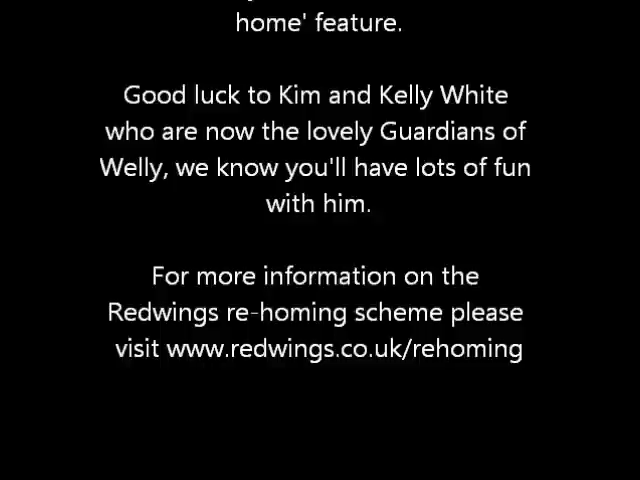 home' feature.
Good luck to Kim and Kelly White
who are now the lovely Guardians of
Welly, we know you'll have lots of fun
with him.
For more information on the
Redwings re-homing scheme please
visit www.redwings.co.uk/rehoming